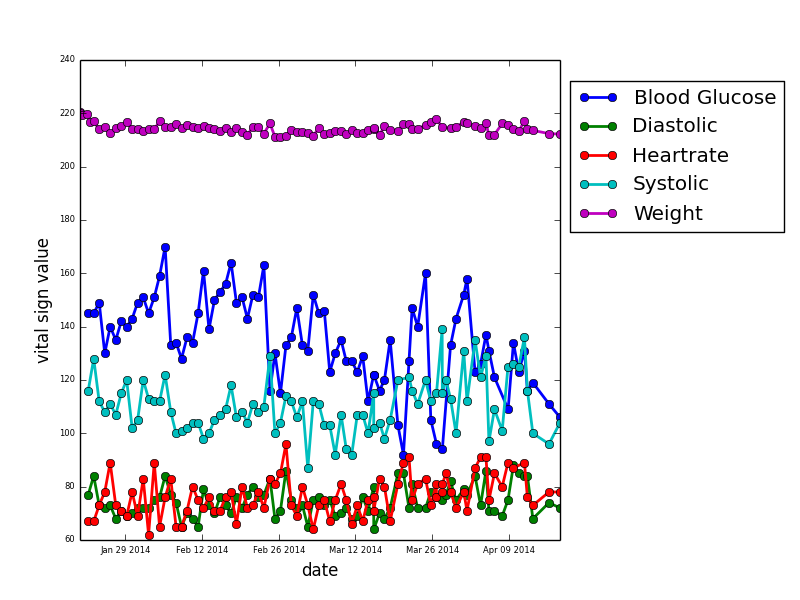 240
220
200
180
160
140
120
100
80
60
vital sign value
Jan 29 2014
Feb 12 2014
Feb 26 2014
Mar 12 2014
Mar 26 2014
Apr 09 2014
date
Blood Glucose
Diastolic
Heartrate
Systolic
Weight